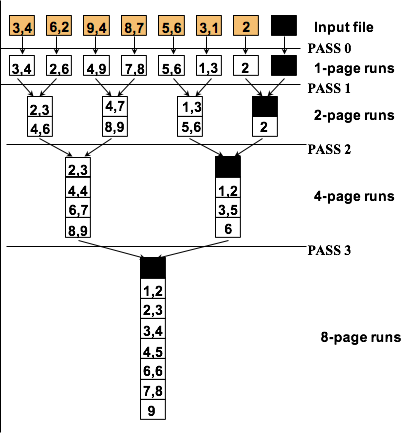 3,4 6,2 9,4 8,7 5,6 3,1 2 Input file
PASS 0
3,4 2,6 4,9 7,8 5,6 1,3 2 1-page runs
PASS 1
2,3 4,7 1,3 2-page runs
4,6 8,9 5,6 2
PASS 2
2,3
4,4 1,2 4-page runs
6,7 3,5
8,9 6
PASS 3
1,2
2,3
3,4
4,5 8-page runs
6,6
7,8
9